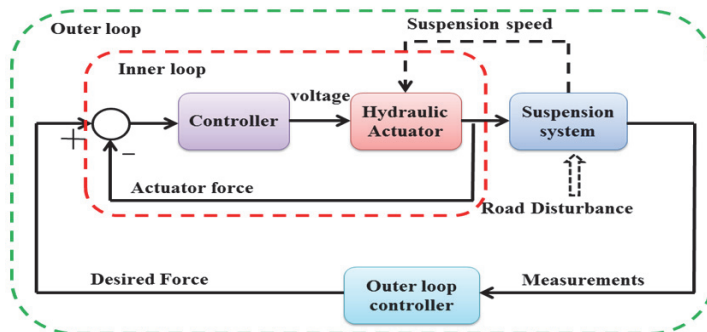 Outer loop
Suspension speed
Inner loop
voltage
Controller
Hydraulic
Actuator
Suspension
system
+
−
Actuator force
Road Disturbance
Desired Force
Outer loop
controller
Measurements